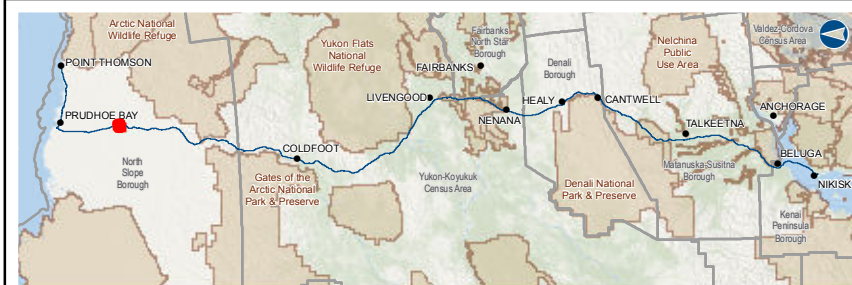 Arctic National
Wildlife Refuge
POINT THOMSON
PRUDHOE BAY
North
Slope
Borough
COLDFOOT
Gates of the
Arctic National
Park & Preserve
Yukon Flats
National
Wildlife Refuge
LIVENGOOD
Fairbanks
North Star
Borough
FAIRBANKS
NENANA
Yukon-Koyukuk
Census Area
Denali
Borough
HEALY
CANTWELL
Denali National
Park & Preserve
Nelchina
Public
Use Area
TALKEETNA
Matanuska-Susitna
Borough
Valdez-Cordova
Census Area
ANCHORAGE
BELUGA
NIKISKI
Kenai
Peninsula
Borough